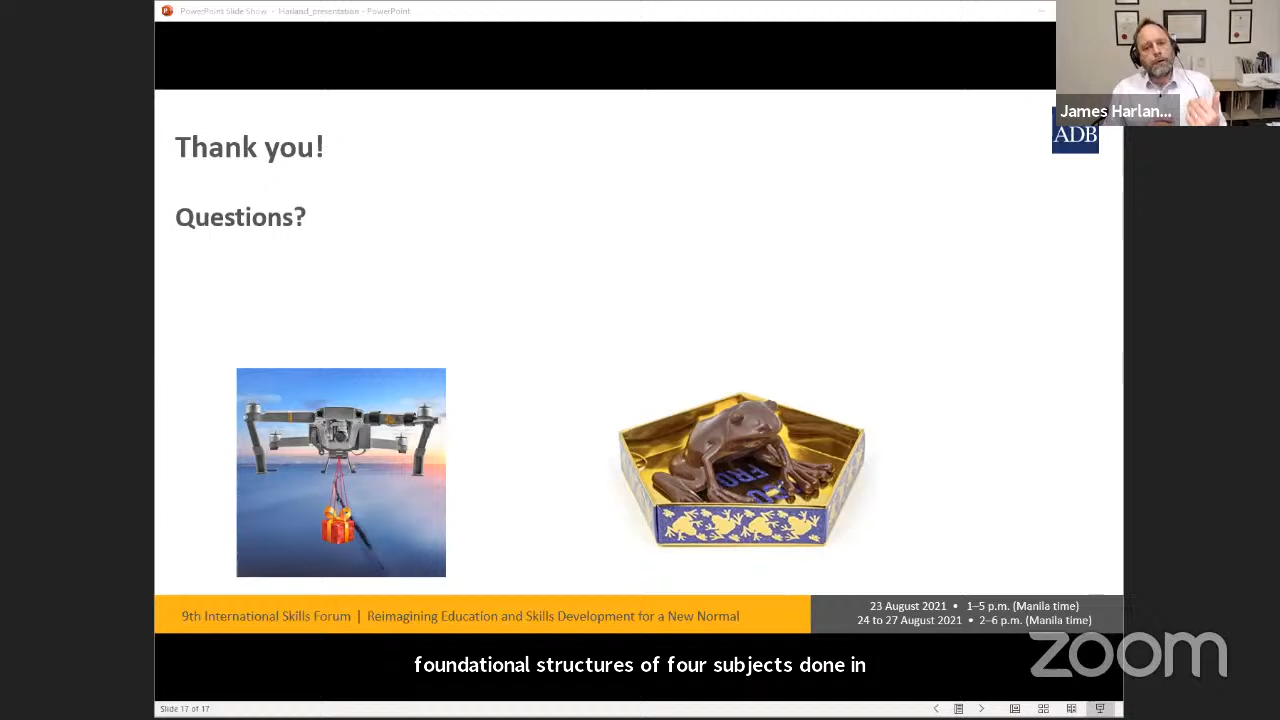 PowerPoint Slide Show - Harland_presentation - PowerPoint
James Harlan...
ADB
Thank you!
Questions?
FRO
9th International Skills Forum | Reimagining Education and Skills Development for a New Normal
23 August 2021 • 1–5 p.m. (Manila time)
24 to 27 August 2021 • 2–6 p.m. (Manila time)
foundational structures of four subjects done in
zoom
Slide 17 of 17